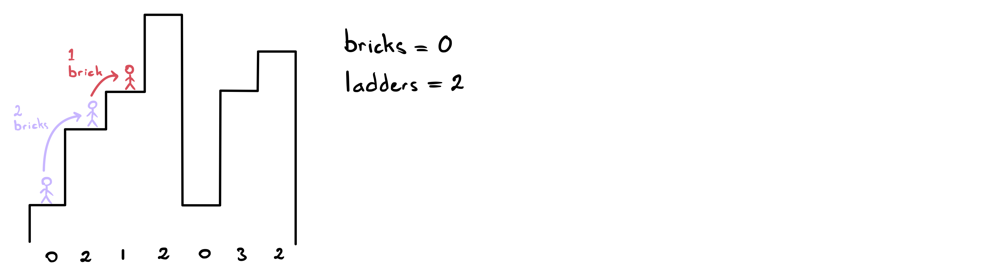 1
brick
2
bricks
bricks = 0
ladders = 2
0 2 1 2 0 3 2